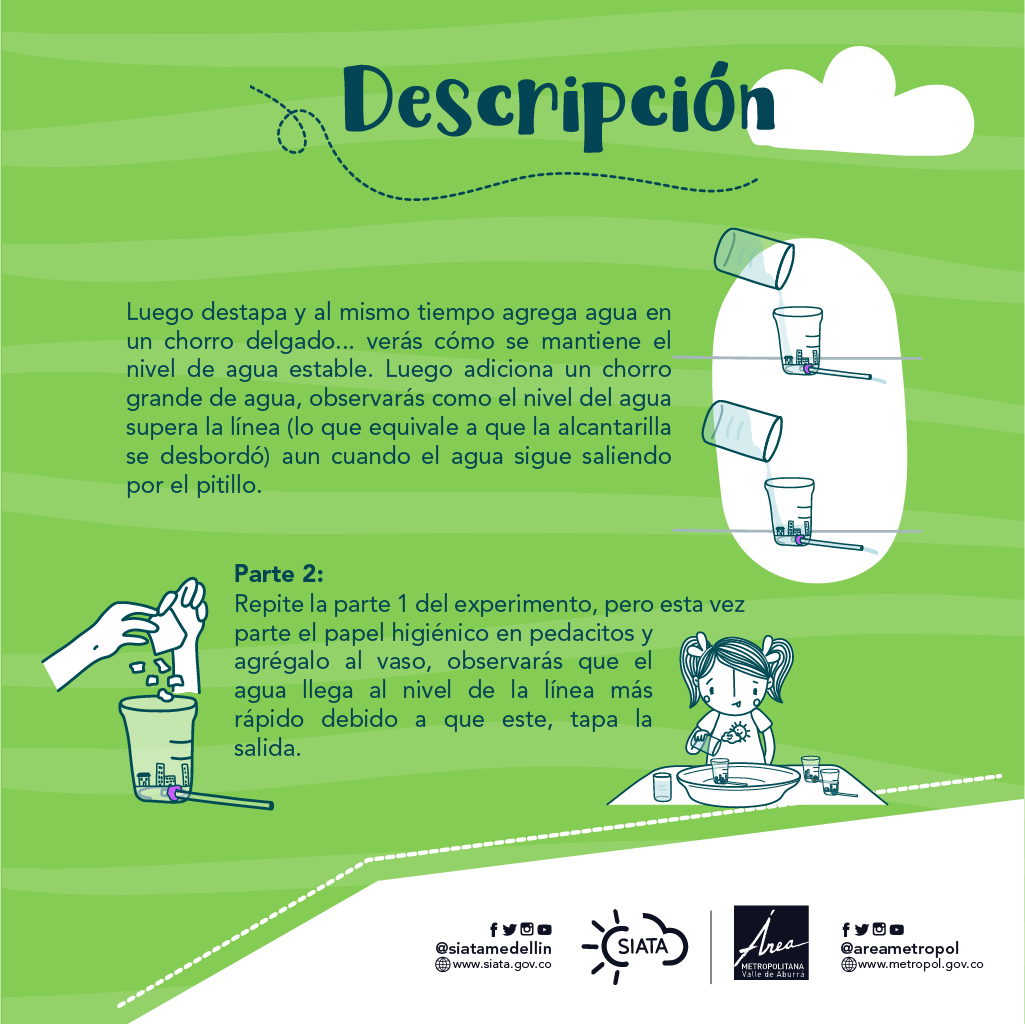 Descripción
Luego destapa y al mismo tiempo agrega agua en
un chorro delgado... verás cómo se mantiene el
nivel de agua estable. Luego adiciona un chorro
grande de agua, observarás como el nivel del agua
supera la línea (lo que equivale a que la alcantarilla
se desbordó) aun cuando el agua sigue saliendo
por el pitillo.
Parte 2:
Repite la parte 1 del experimento, pero esta vez
parte el papel higiénico en pedacitos y
agrégalo al vaso, observarás que el
agua llega al nivel de la línea más
rápido debido a que este, tapa la
salida.
@siatamedellin
www.siata.gov.co
SIATA
Área
METROPOLITANA
Valle de Aburrá
@areametropol
www.metropol.gov.co